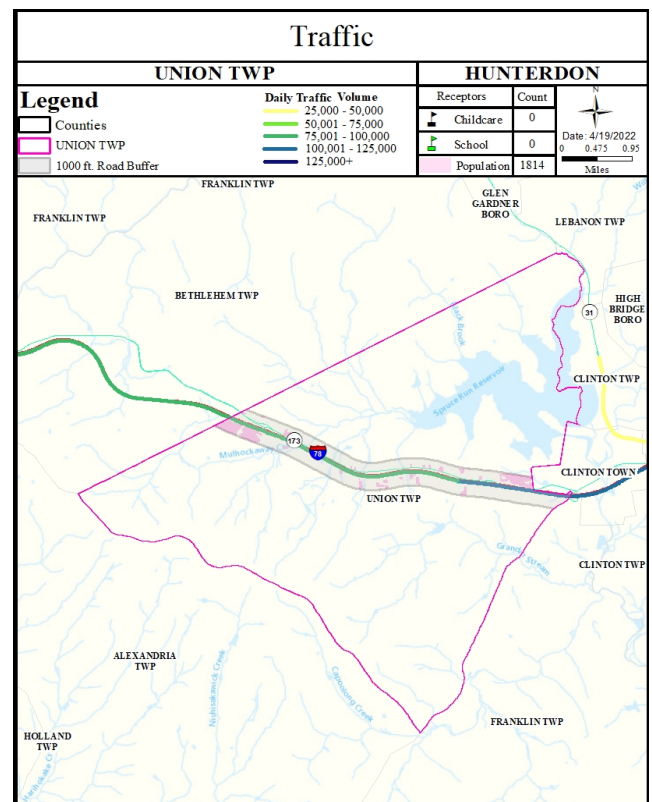 Traffic
UNION TWP
HUNTERDON
Legend
Counties
UNION TWP
1000 ft. Road Buffer
Daily Traffic Volume
25,000 - 50,000
50,001 - 75,000
75,001 - 100,000
100,001 - 125,000
125,000+
Receptors Count
Childcare 0
School 0
Population 1814
N
Date: 4/19/2022
0 0.475 0.95
Miles
FRANKLIN TWP
FRANKLIN TWP
GLEN
GARDNER
BORO
LEBANON TWP
BETHLEHEM TWP
HIGH
BRIDGE
BORO
31
CLINTON TWP
Spruce Run Reservoir
173
78
Mulhockaway
CLINTON TOWN
UNION TWP
Stream
CLINTON TWP
ALEXANDRIA
TWP
Nishisakawick Creek
Capoolong Creek
FRANKLIN TWP
HOLLAND
TWP